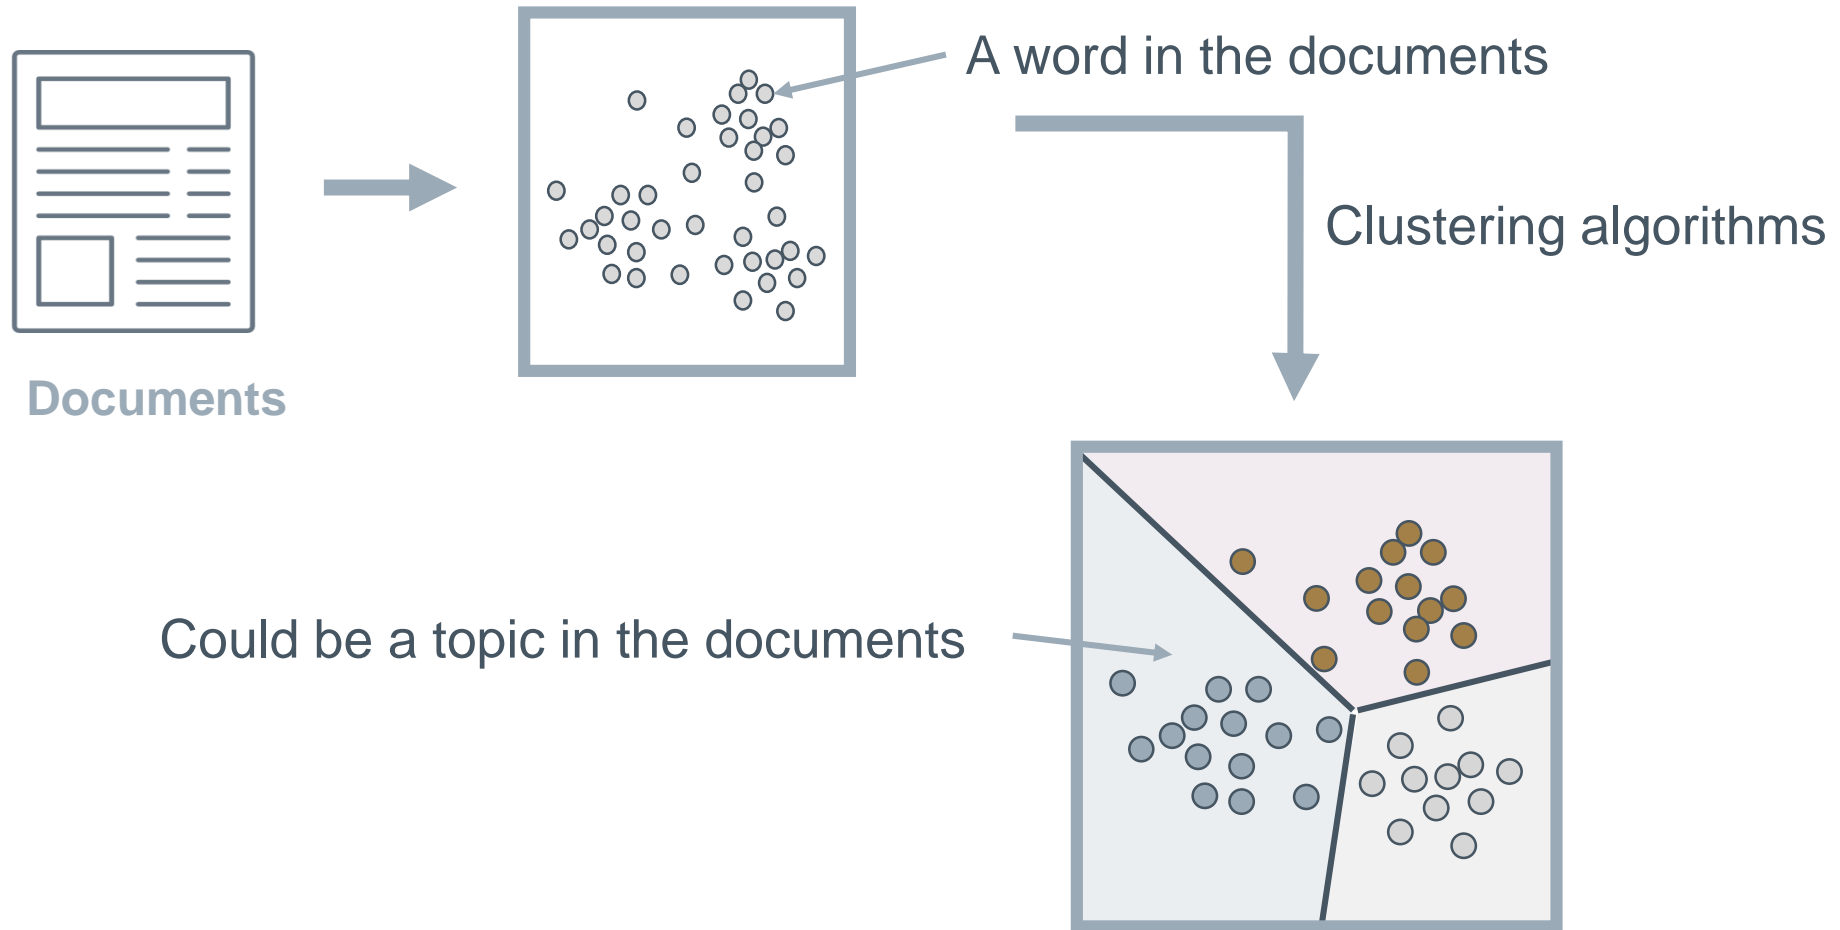 A word in the documents
Clustering algorithms
Documents
Could be a topic in the documents